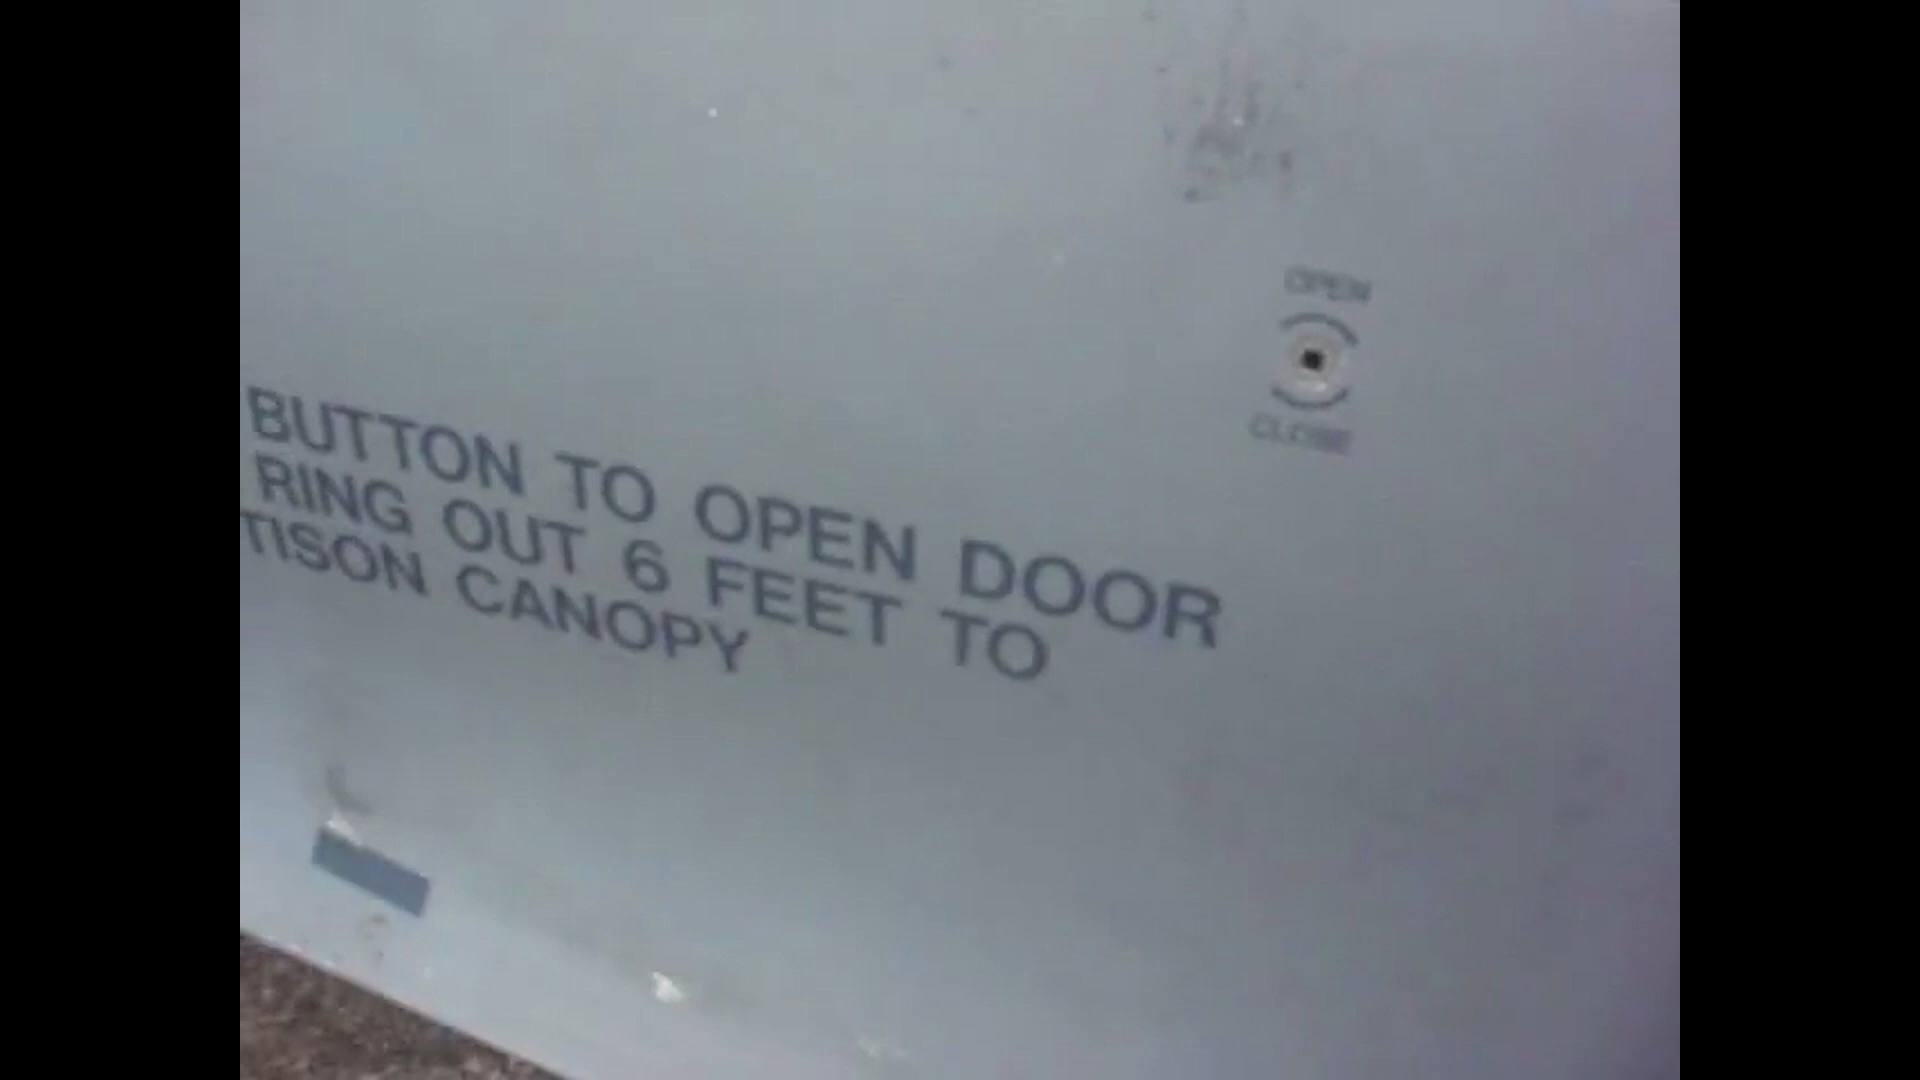 OPEN
CLOSE
BUTTON TO OPEN DOOR
RING OUT 6 FEET TO
TISON CANOPY